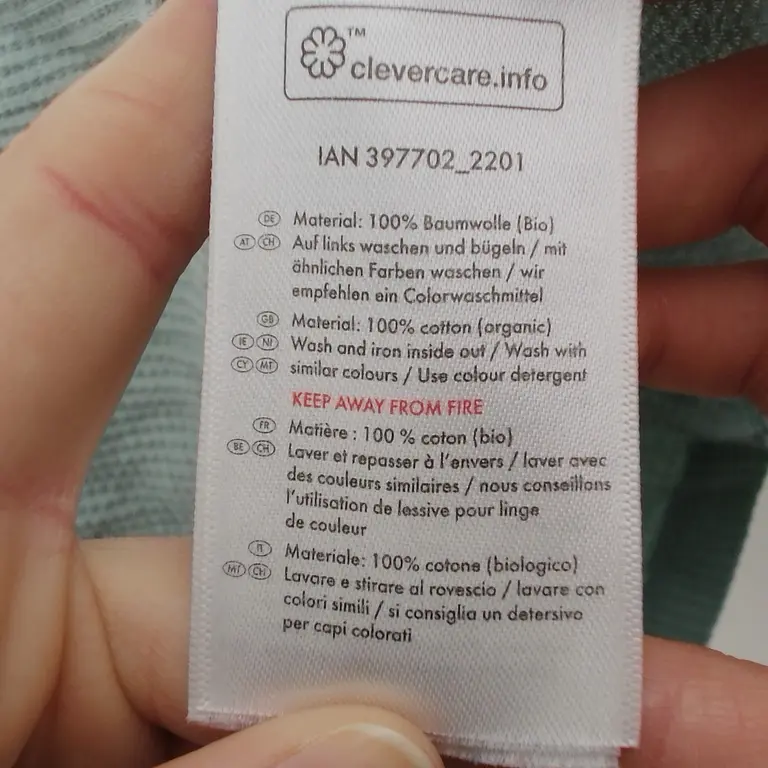 clevercare.info™
IAN 397702_2201
DE Material: 100% Baumwolle (Bio)
AT CH Auf links waschen und bügeln / mit
ähnlichen Farben waschen / wir
empfehlen ein Colorwaschmittel
GB Material: 100% cotton (organic)
IE NI Wash and iron inside out / Wash with
CY MT similar colours / Use colour detergent
KEEP AWAY FROM FIRE
FR Matière : 100 % coton (bio)
BE CH Laver et repasser à l'envers / laver avec
des couleurs similaires / nous conseillons
l'utilisation de lessive pour linge
de couleur
IT Materiale: 100% cotone (biologico)
MT CH Lavare e stirare al rovescio / lavare con
colori simili / si consiglia un detersivo
per capi colorati